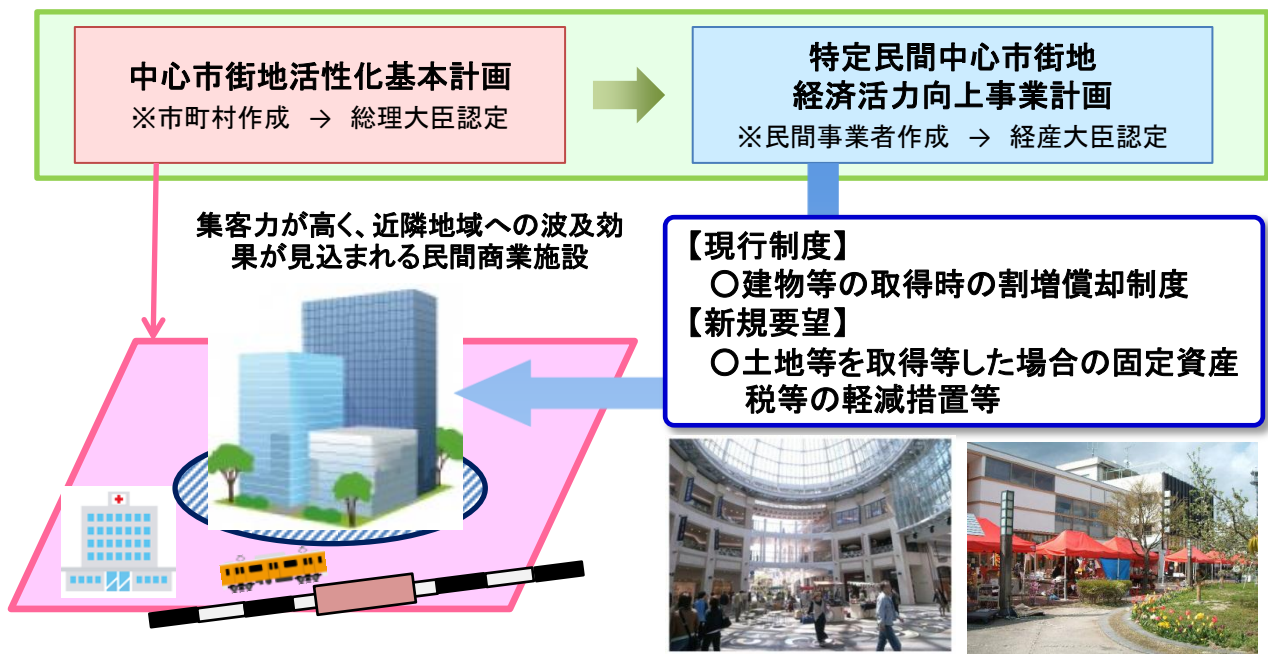 中心市街地活性化基本計画
※市町村作成 → 総理大臣認定
特定民間中心市街地
経済活力向上事業計画
※民間事業者作成 → 経産大臣認定
集客力が高く、近隣地域への波及効
果が見込まれる民間商業施設
【現行制度】
○建物等の取得時の割増償却制度
【新規要望】
○土地等を取得等した場合の固定資産
税等の軽減措置等